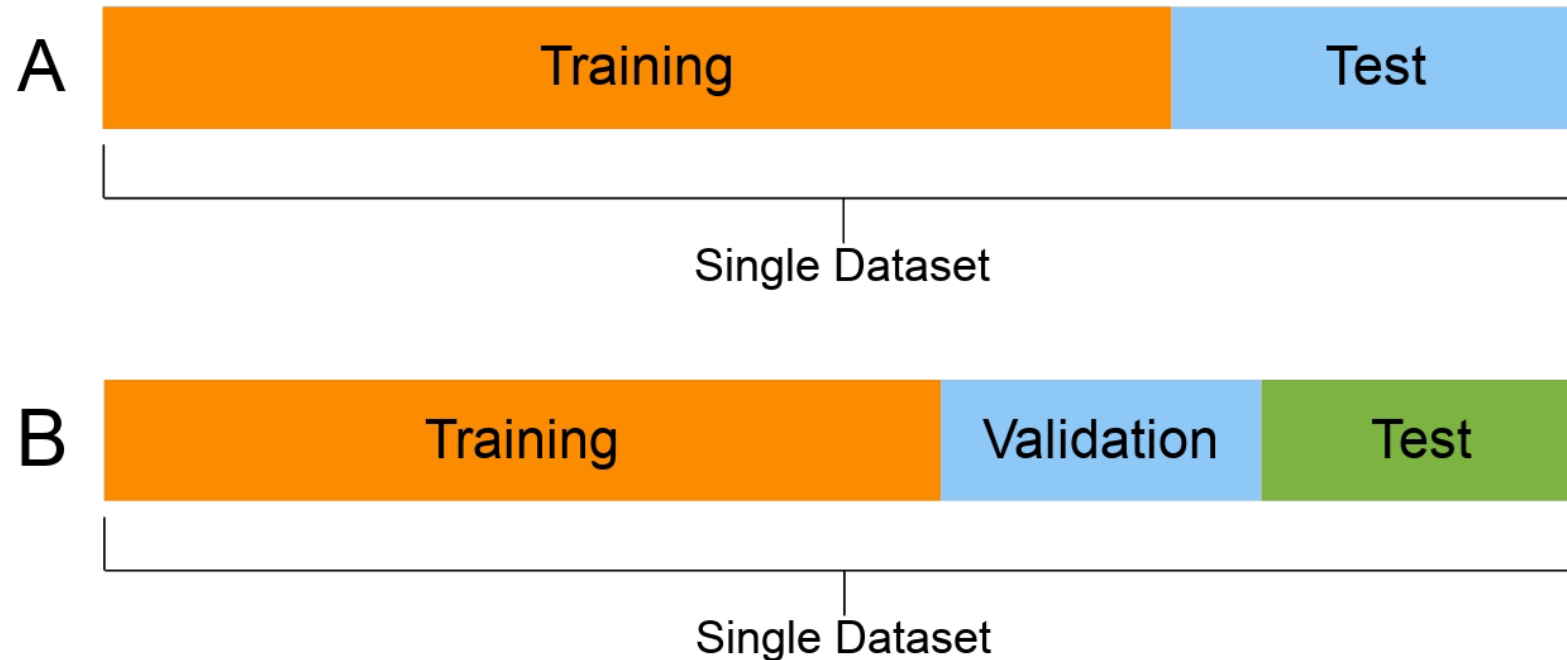 A
Training Test
Single Dataset
B
Training Validation Test
Single Dataset